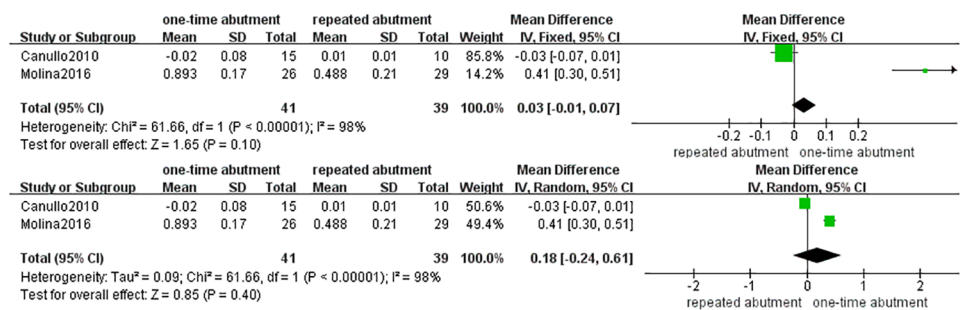 one-time abutment repeated abutment Mean Difference Mean Difference
Study or Subgroup Mean SD Total Mean SD Total Weight IV, Fixed, 95% CI IV, Fixed, 95% CI
Canullo2010 -0.02 0.08 15 0.01 0.01 10 85.8% -0.03 [-0.07, 0.01]
Molina2016 0.893 0.17 26 0.488 0.21 29 14.2% 0.41 [0.30, 0.51]
Total (95% CI) 41 39 100.0% 0.03 [-0.01, 0.07]
Heterogeneity: Chi² = 61.66, df = 1 (P < 0.00001); I² = 98%
Test for overall effect: Z = 1.65 (P = 0.10)
-0.2 -0.1 0 0.1 0.2
repeated abutment one-time abutment
one-time abutment repeated abutment Mean Difference Mean Difference
Study or Subgroup Mean SD Total Mean SD Total Weight IV, Random, 95% CI IV, Random, 95% CI
Canullo2010 -0.02 0.08 15 0.01 0.01 10 50.6% -0.03 [-0.07, 0.01]
Molina2016 0.893 0.17 26 0.488 0.21 29 49.4% 0.41 [0.30, 0.51]
Total (95% CI) 41 39 100.0% 0.18 [-0.24, 0.61]
Heterogeneity: Tau² = 0.09; Chi² = 61.66, df = 1 (P < 0.00001); I² = 98%
Test for overall effect: Z = 0.85 (P = 0.40)
-2 -1 0 1 2
repeated abutment one-time abutment